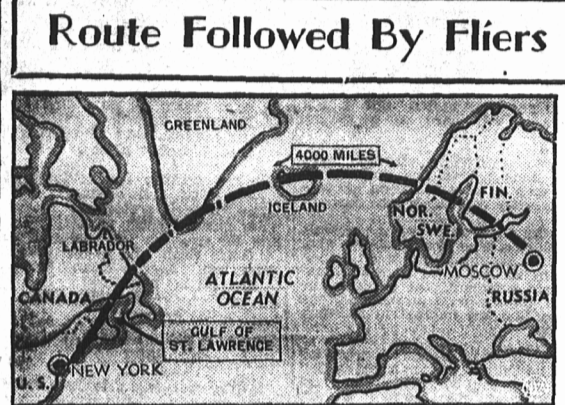 Route Followed By Fliers
GREENLAND
4000 MILES
ICELAND
NOR.
SWE.
FIN.
LABRADOR
MOSCOW
ATLANTIC
OCEAN
CANADA
RUSSIA
GULF OF
ST. LAWRENCE
NEW YORK
U. S.
NEA